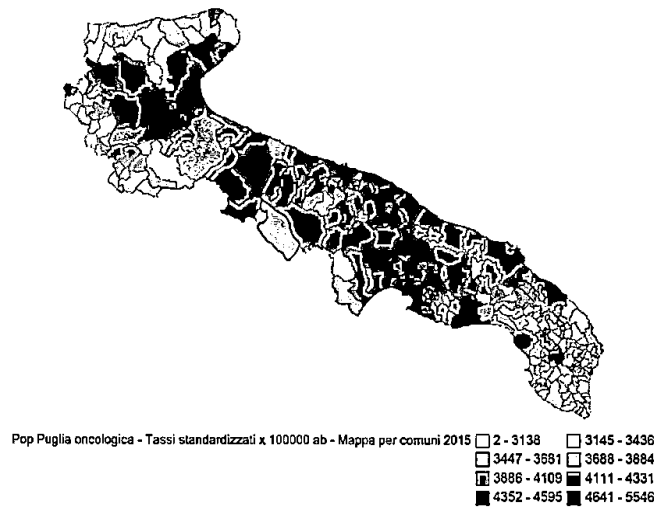 Pop Puglia oncologica - Tassi standardizzati x 100000 ab - Mappa per comuni 2015 2 - 3138 3145 - 3436
3447 - 3681 3688 - 3884
3886 - 4109 4111 - 4331
4352 - 4595 4641 - 5546